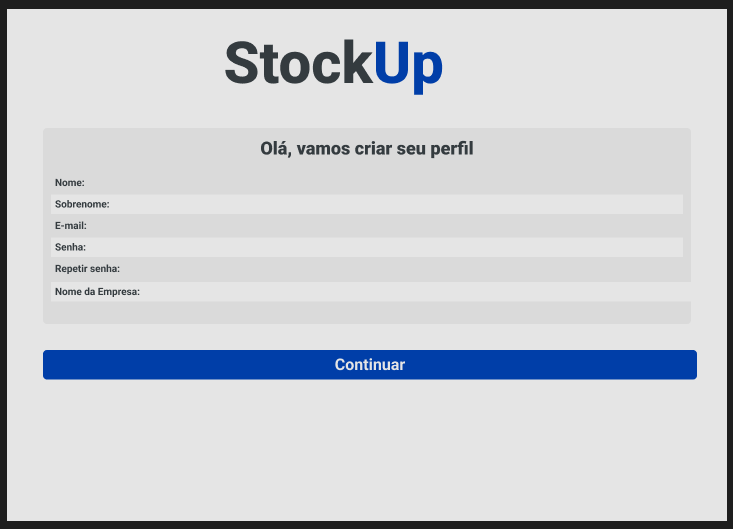 StockUp
Olá, vamos criar seu perfil
Nome:
Sobrenome:
E-mail:
Senha:
Repetir senha:
Nome da Empresa:
Continuar